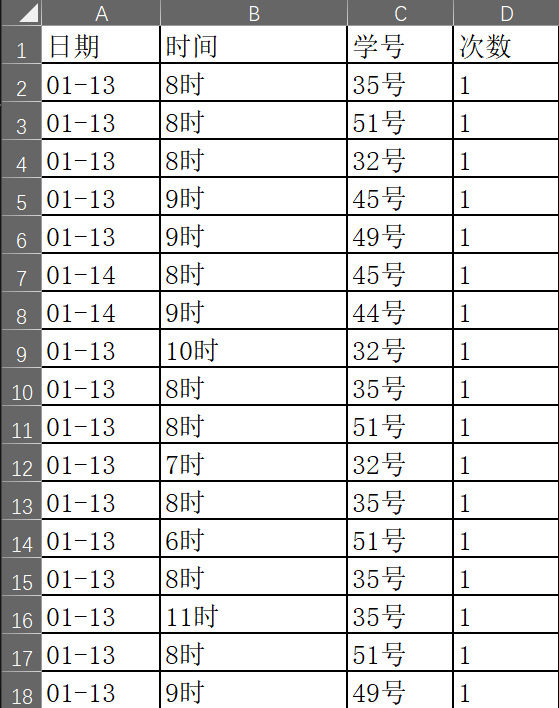 A B C D
1 日期 时间 学号 次数
2 01-13 8时 35号 1
3 01-13 8时 51号 1
4 01-13 8时 32号 1
5 01-13 9时 45号 1
6 01-13 9时 49号 1
7 01-14 8时 45号 1
8 01-14 9时 44号 1
9 01-13 10时 32号 1
10 01-13 8时 35号 1
11 01-13 8时 51号 1
12 01-13 7时 32号 1
13 01-13 8时 35号 1
14 01-13 6时 51号 1
15 01-13 8时 35号 1
16 01-13 11时 35号 1
17 01-13 8时 51号 1
18 01-13 9时 49号 1